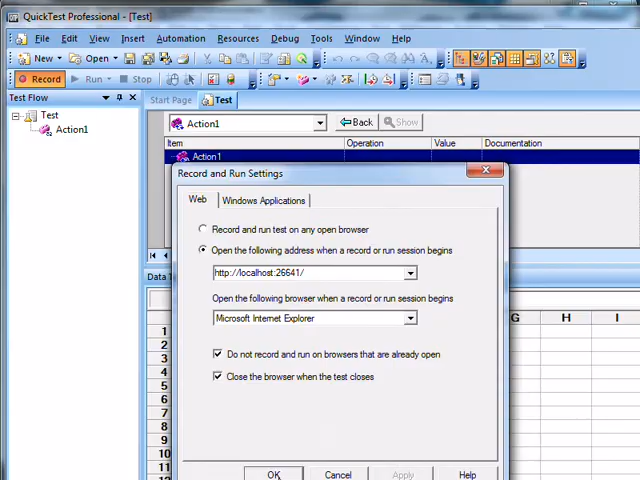 QuickTest Professional - [Test]
File Edit View Insert Automation Resources Debug Tools Window Help
New Open
Record Run Stop
Test Flow
Start Page Test
Test
Action1
Action1 Back Show
Item Operation Value Documentation
Action1
Record and Run Settings
Web Windows Applications
Record and run test on any open browser
Open the following address when a record or run session begins
http://localhost:26641/
Open the following browser when a record or run session begins
Microsoft Internet Explorer
Do not record and run on browsers that are already open
Close the browser when the test closes
OK Cancel Apply Help
Data T
G H I
1
2
3
4
5
6
7
8
9
10
11